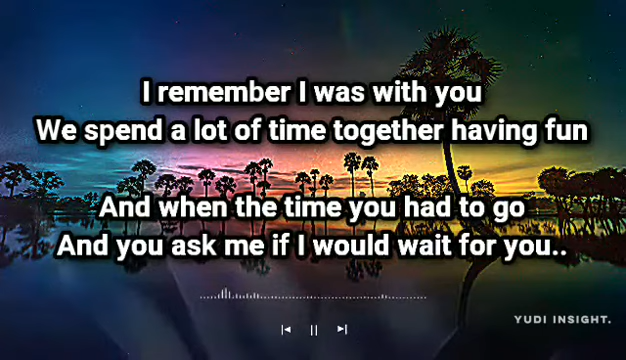 I remember I was with you
We spend a lot of time together having fun
And when the time you had to go
And you ask me if I would wait for you..
YUDI INSIGHT.